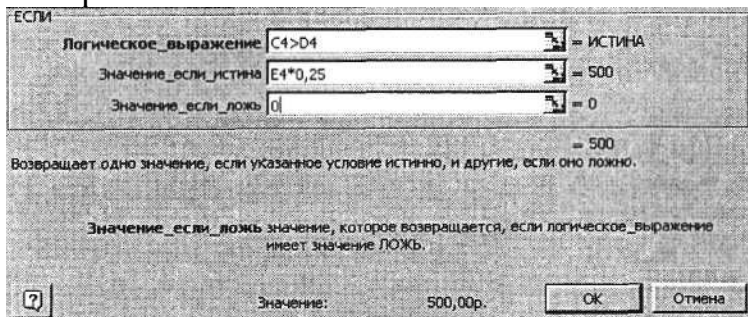 ЕСЛИ
Логическое_выражение C4>D4 = ИСТИНА
Значение_если_истина E4*0,25 = 500
Значение_если_ложь 0 = 0
= 500
Возвращает одно значение, если указанное условие истинно, и другие, если оно ложно.
Значение_если_ложь значение, которое возвращается, если логическое_выражение
имеет значение ЛОЖЬ.
Значение: 500,00р. ОК Отмена